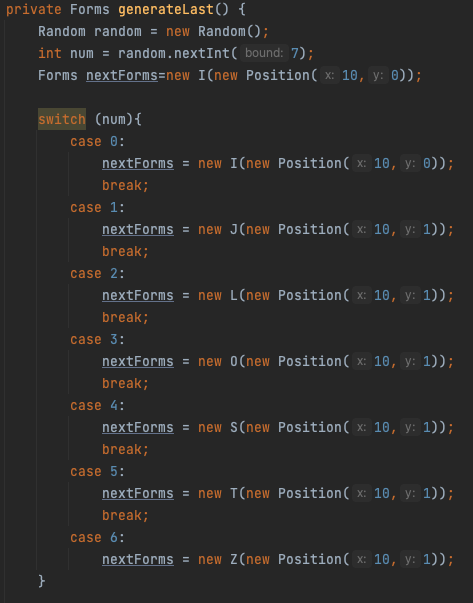 private Forms generateLast() {
    Random random = new Random();
    int num = random.nextInt( bound: 7);
    Forms nextForms=new I(new Position( x: 10, y: 0));
    switch (num){
        case 0:
            nextForms = new I(new Position( x: 10, y: 0));
            break;
        case 1:
            nextForms = new J(new Position( x: 10, y: 1));
            break;
        case 2:
            nextForms = new L(new Position( x: 10, y: 1));
            break;
        case 3:
            nextForms = new O(new Position( x: 10, y: 1));
            break;
        case 4:
            nextForms = new S(new Position( x: 10, y: 1));
            break;
        case 5:
            nextForms = new T(new Position( x: 10, y: 1));
            break;
        case 6:
            nextForms = new Z(new Position( x: 10, y: 1));
    }